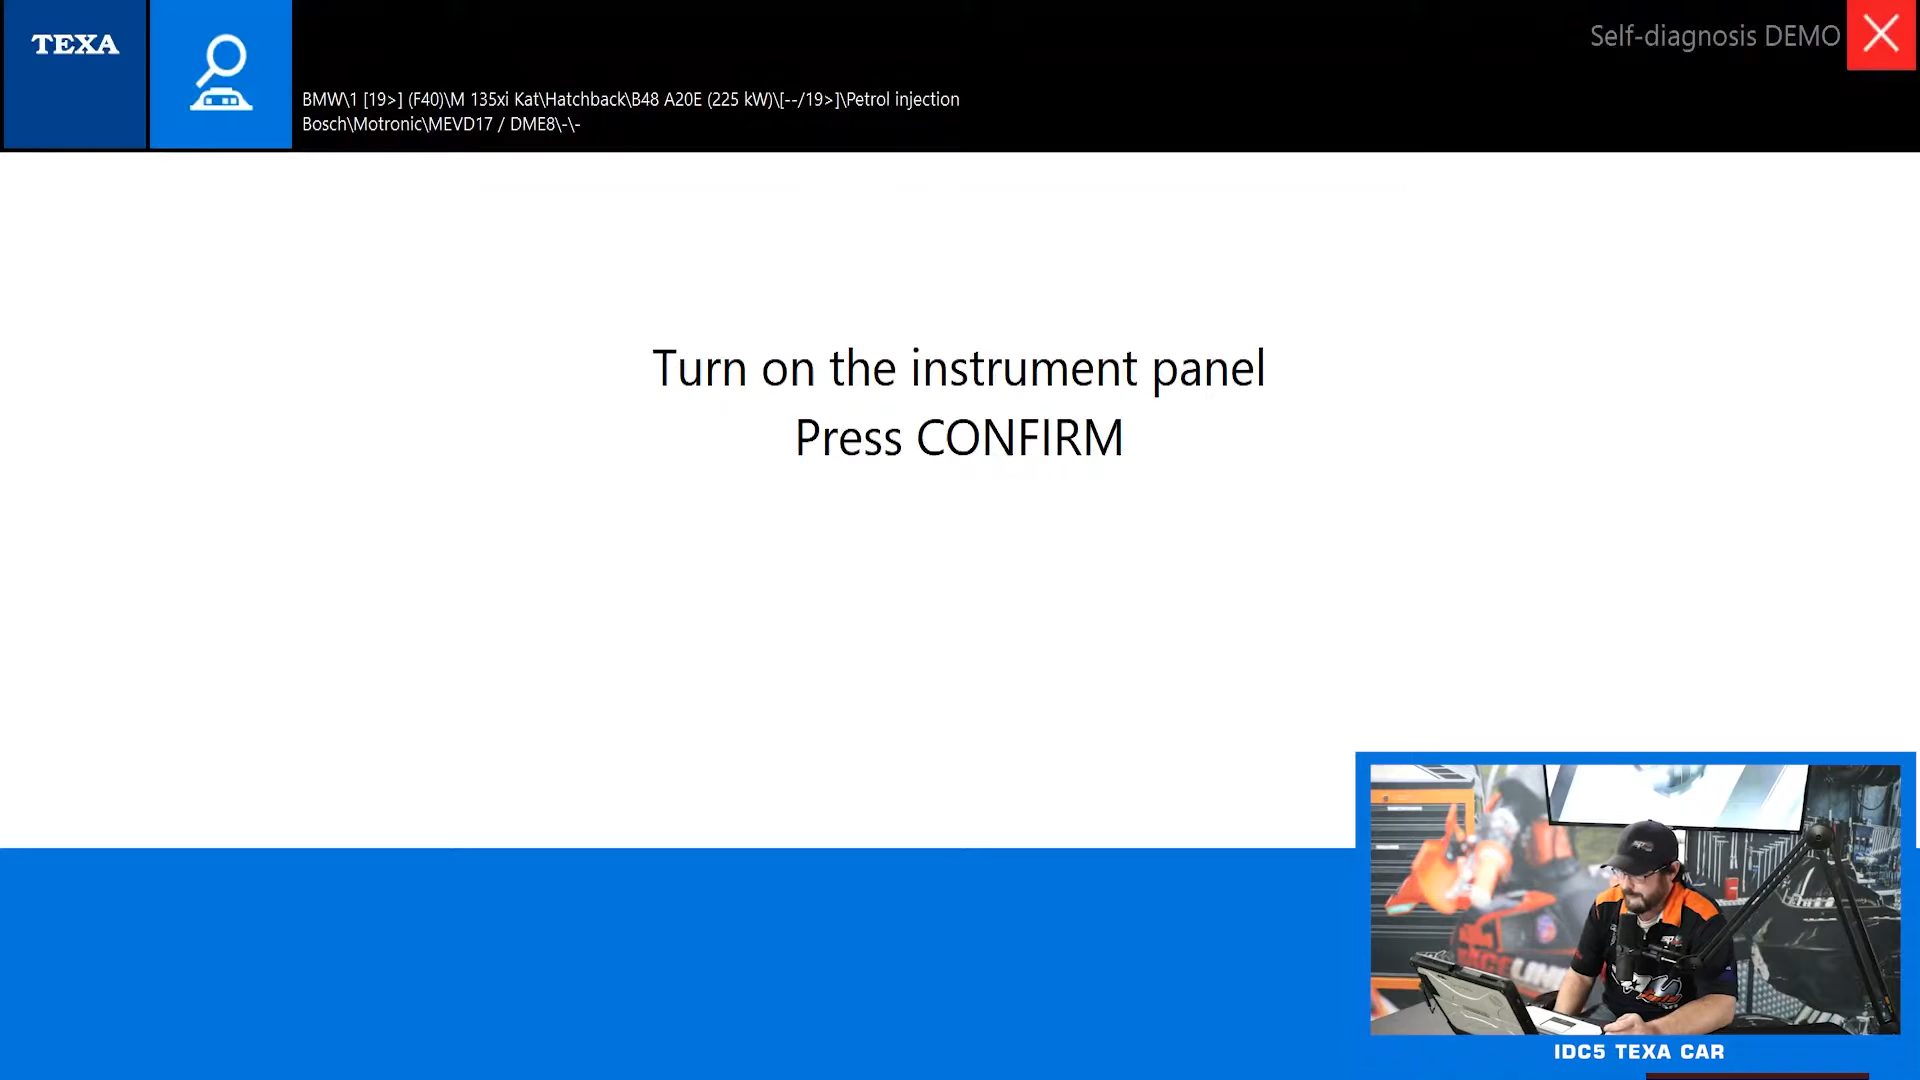 TEXA
Self-diagnosis DEMO
BMW\1 [19>] (F40)\M 135xi Kat\Hatchback\B48 A20E (225 kW)\[--/19>]\Petrol injection
Bosch\Motronic\MEVD17 / DME8\-\-
Turn on the instrument panel
Press CONFIRM
IDC5 TEXA CAR